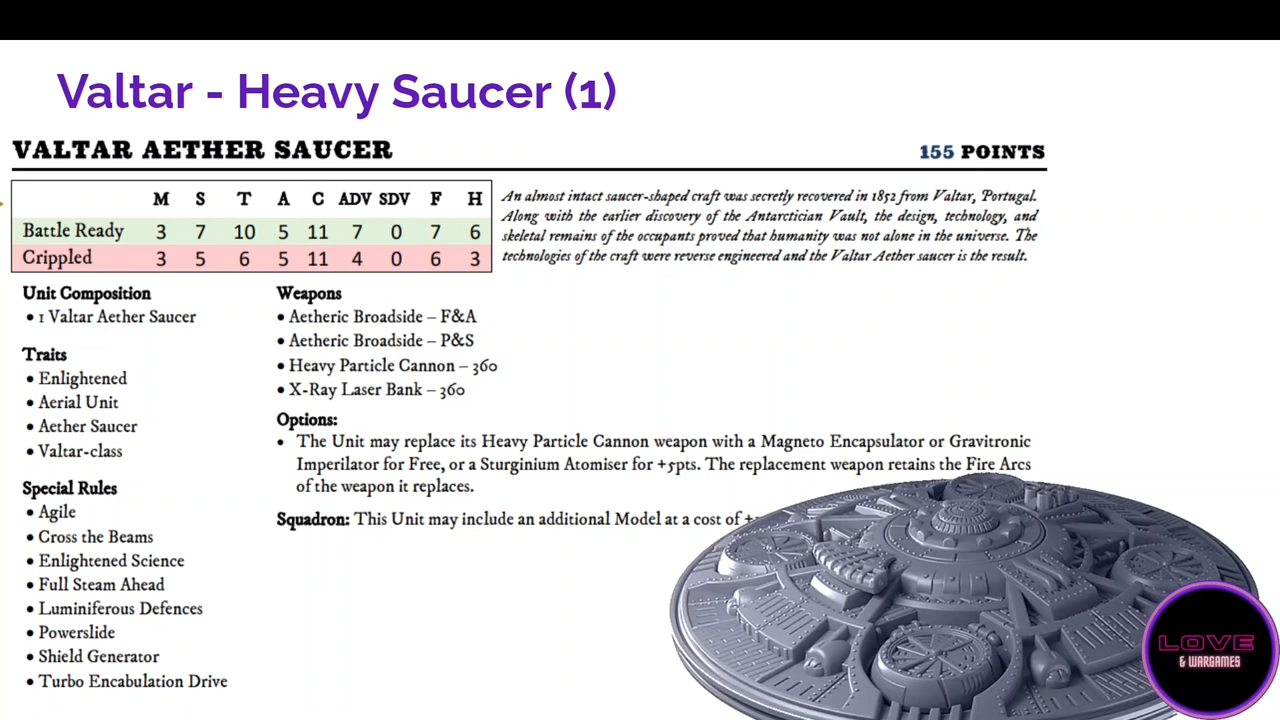 Valtar - Heavy Saucer (1)
VALTAR AETHER SAUCER
155 POINTS
M S T A C ADV SDV F H
Battle Ready 3 7 10 5 11 7 0 7 6
Crippled 3 5 6 5 11 4 0 6 3
An almost intact saucer-shaped craft was secretly recovered in 1852 from Valtar, Portugal.
Along with the earlier discovery of the Antarctician Vault, the design, technology, and
skeletal remains of the occupants proved that humanity was not alone in the universe. The
technologies of the craft were reverse engineered and the Valtar Aether saucer is the result.
Unit Composition
• 1 Valtar Aether Saucer
Traits
• Enlightened
• Aerial Unit
• Aether Saucer
• Valtar-class
Special Rules
• Agile
• Cross the Beams
• Enlightened Science
• Full Steam Ahead
• Luminiferous Defences
• Powerslide
• Shield Generator
• Turbo Encabulation Drive
Weapons
• Aetheric Broadside – F&A
• Aetheric Broadside – P&S
• Heavy Particle Cannon – 360
• X-Ray Laser Bank – 360
Options:
• The Unit may replace its Heavy Particle Cannon weapon with a Magneto Encapsulator or Gravitronic
Imperilator for Free, or a Sturginium Atomiser for +5pts. The replacement weapon retains the Fire Arcs
of the weapon it replaces.
Squadron: This Unit may include an additional Model at a cost of
LOVE
& WARGAMES